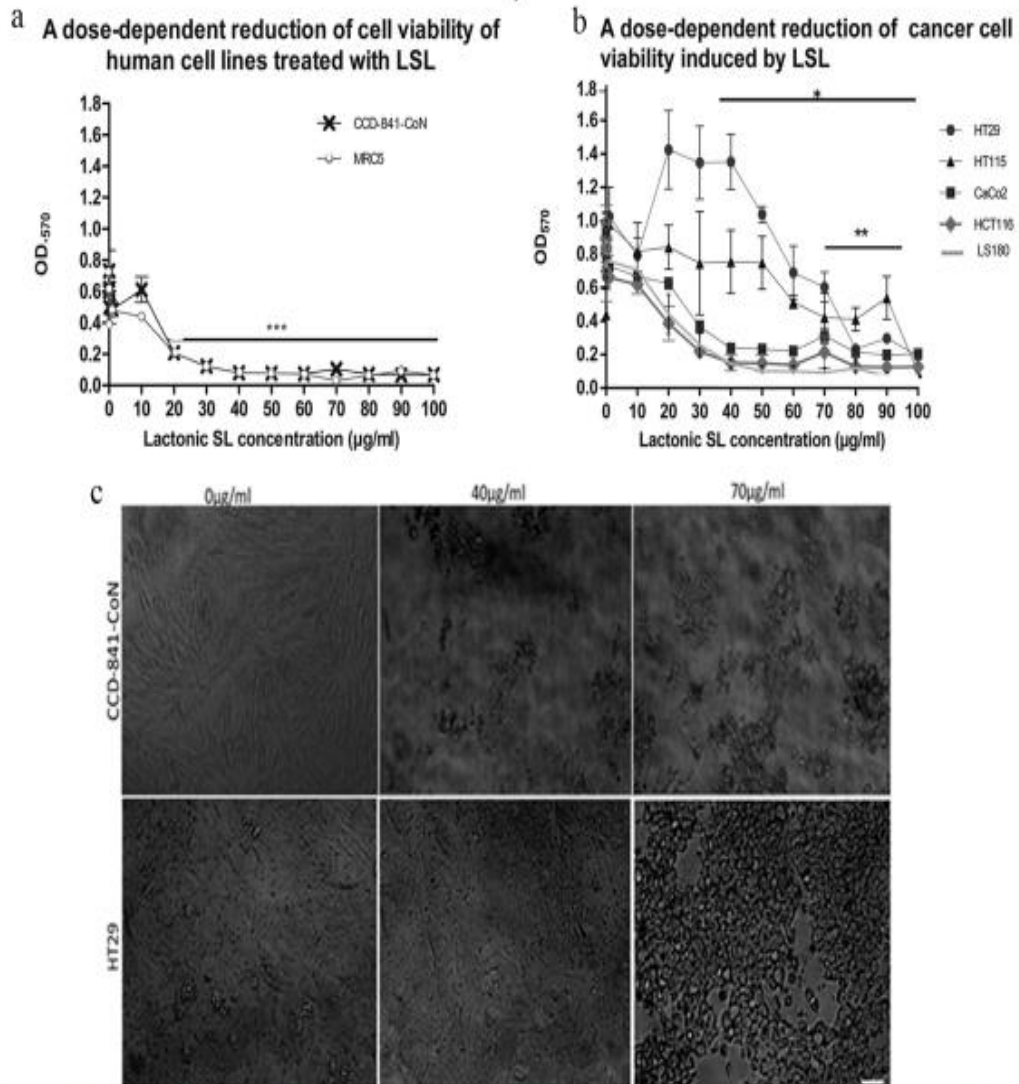 a
A dose-dependent reduction of cell viability of
human cell lines treated with LSL
1.8
1.6
1.4
1.2
1.0
0.8
0.6
0.4
0.2
0.0
OD-570
CCD-841-CoN
MRC5
***
0 10 20 30 40 50 60 70 80 90 100
Lactonic SL concentration (µg/ml)
b
A dose-dependent reduction of cancer cell
viability induced by LSL
1.8
1.6
1.4
1.2
1.0
0.8
0.6
0.4
0.2
0.0
OD570
*
**
HT29
HT115
CaCo2
HCT116
LS180
0 10 20 30 40 50 60 70 80 90 100
Lactonic SL concentration (µg/ml)
c
0µg/ml 40µg/ml 70µg/ml
CCD-841-CoN
HT29